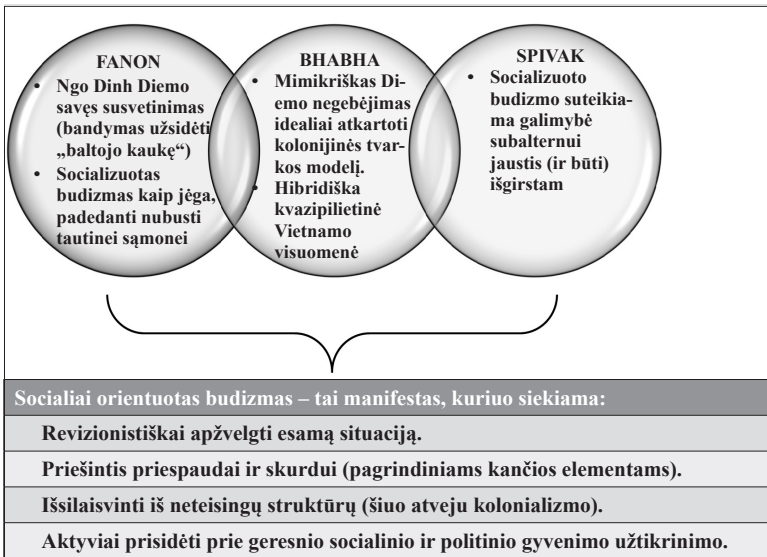 FANON
• Ngo Dinh Diemo
savęs susvetinimas
(bandymas užsidėti
„baltojo kaukę“)
• Socializuotas
budizmas kaip jėga,
padedanti nubusti
tautinei sąmonei
BHABHA
• Mimikriškas Di-
emo negebėjimas
idealiai atkartoti
kolonijinės tvar-
kos modelį.
• Hibridiška
kvazipilietinė
Vietnamo
visuomenė
SPIVAK
• Socializuoto
budizmo suteikia-
ma galimybė
subalternui
jaustis (ir būti)
išgirstam
Socialiai orientuotas budizmas – tai manifestas, kuriuo siekiama:
Revizionistiškai apžvelgti esamą situaciją.
Priešintis priespaudai ir skurdui (pagrindiniams kančios elementams).
Išsilaisvinti iš neteisingų struktūrų (šiuo atveju kolonializmo).
Aktyviai prisidėti prie geresnio socialinio ir politinio gyvenimo užtikrinimo.